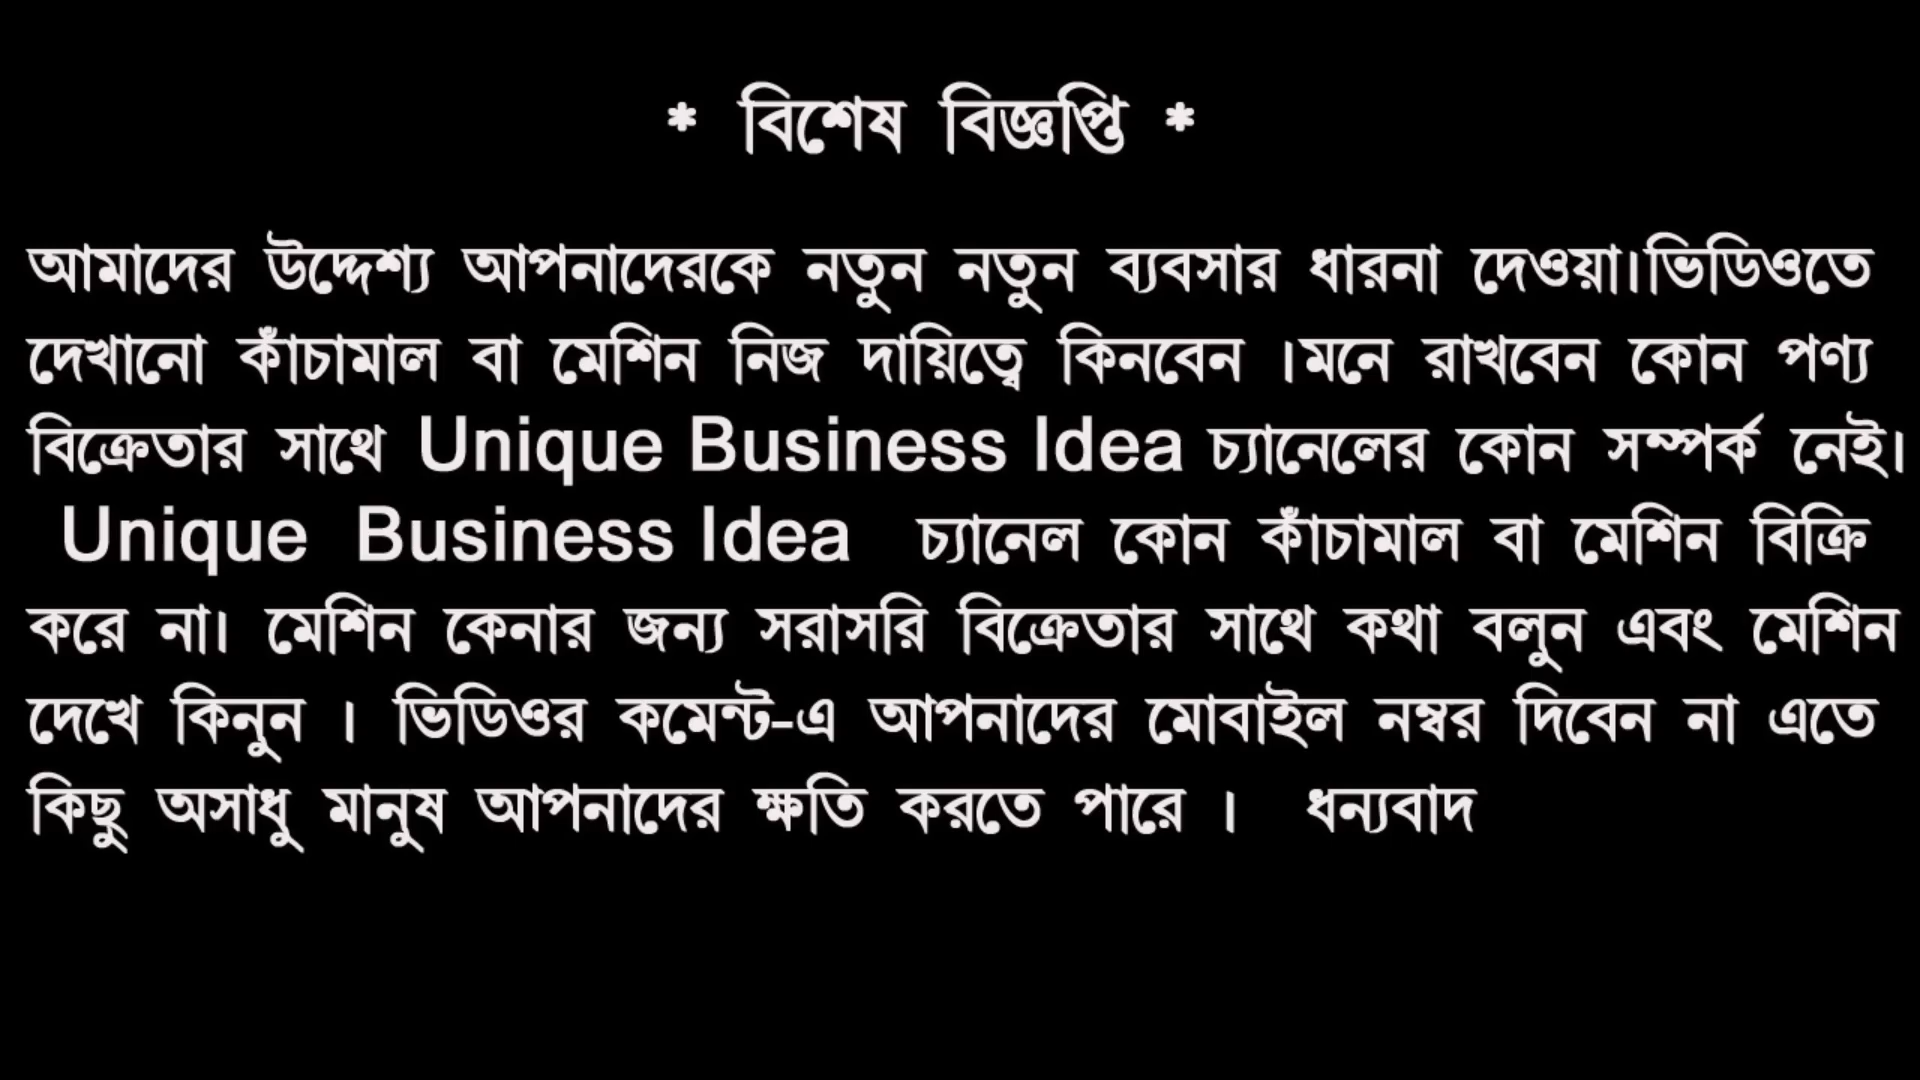 * বিশেষ বিজ্ঞপ্তি *
আমাদের উদ্দেশ্য আপনাদেরকে নতুন নতুন ব্যবসার ধারনা দেওয়া।ভিডিওতে
দেখানো কাঁচামাল বা মেশিন নিজ দায়িত্বে কিনবেন ।মনে রাখবেন কোন পণ্য
বিক্রেতার সাথে Unique Business Idea চ্যানেলের কোন সম্পর্ক নেই।
Unique Business Idea চ্যানেল কোন কাঁচামাল বা মেশিন বিক্রি
করে না। মেশিন কেনার জন্য সরাসরি বিক্রেতার সাথে কথা বলুন এবং মেশিন
দেখে কিনুন । ভিডিওর কমেন্ট-এ আপনাদের মোবাইল নম্বর দিবেন না এতে
কিছু অসাধু মানুষ আপনাদের ক্ষতি করতে পারে । ধন্যবাদ